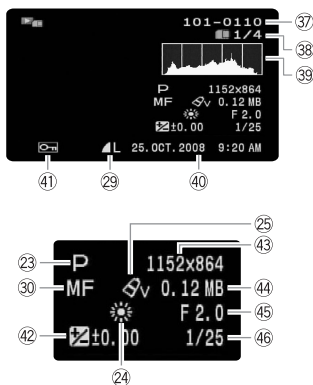 101-0110 37
1/4 38
39
P 1152x864
MF V 0.12 MB
F 2.0
±0.00 1/25
L 25.OCT.2008 9:20 AM
41 29 40
25 43
23 P 1152x864
30 MF V 0.12 MB 44
F 2.0 45
42 ±0.00 1/25 46
24